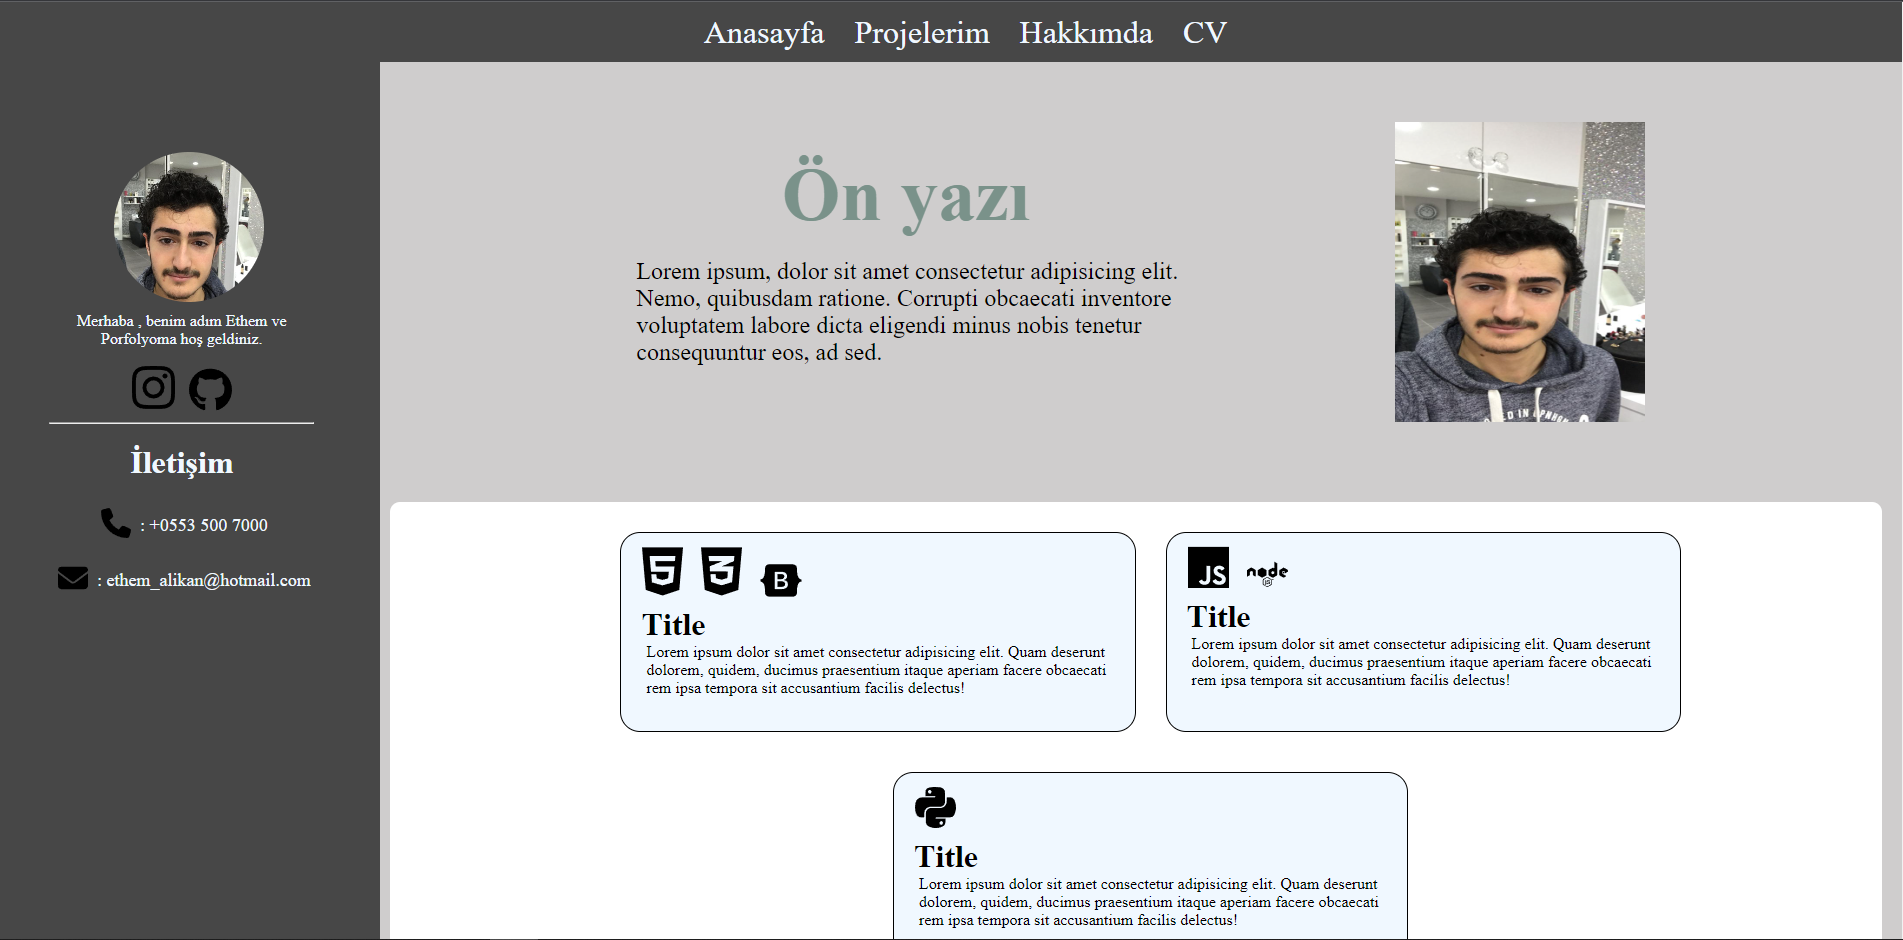 Anasayfa Projelerim Hakkımda CV
Merhaba , benim adım Ethem ve
Porfolyoma hoş geldiniz.
İletişim
: +0553 500 7000
: ethem_alikan@hotmail.com
Ön yazı
Lorem ipsum, dolor sit amet consectetur adipisicing elit.
Nemo, quibusdam ratione. Corrupti obcaecati inventore
voluptatem labore dicta eligendi minus nobis tenetur
consequuntur eos, ad sed.
5 3 B
Title
Lorem ipsum dolor sit amet consectetur adipisicing elit. Quam deserunt
dolorem, quidem, ducimus praesentium itaque aperiam facere obcaecati
rem ipsa tempora sit accusantium facilis delectus!
JS node
Title
Lorem ipsum dolor sit amet consectetur adipisicing elit. Quam deserunt
dolorem, quidem, ducimus praesentium itaque aperiam facere obcaecati
rem ipsa tempora sit accusantium facilis delectus!
Title
Lorem ipsum dolor sit amet consectetur adipisicing elit. Quam deserunt
dolorem, quidem, ducimus praesentium itaque aperiam facere obcaecati
rem ipsa tempora sit accusantium facilis delectus!